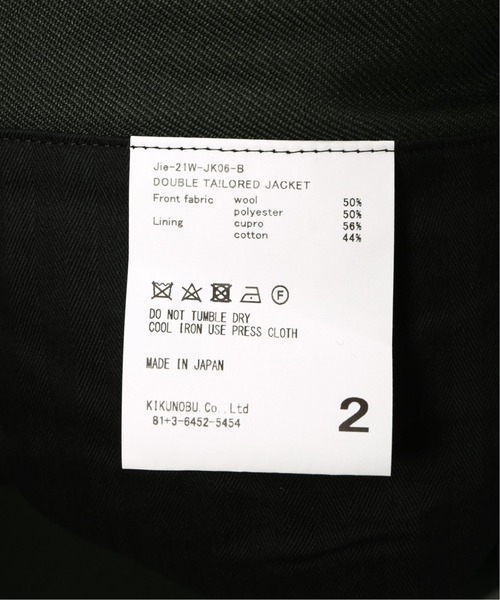 Jie-21W-JK06-B
DOUBLE TAILORED JACKET
Front fabric wool 50%
polyester 50%
Lining cupro 56%
cotton 44%
F
DO NOT TUMBLE DRY
COOL IRON USE PRESS CLOTH
MADE IN JAPAN
KIKUNOBU. Co., Ltd
81+3-6452-5454
2